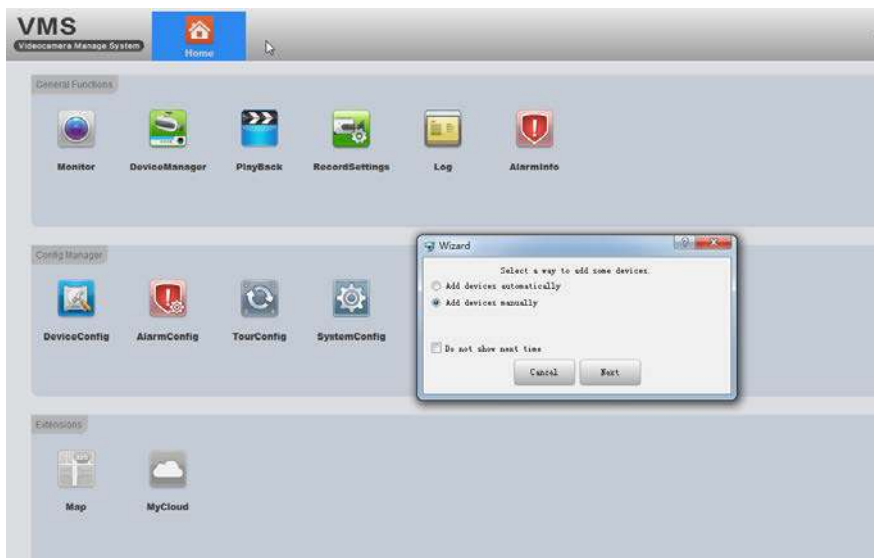 VMS
Videocamera Manage System
Home
General Functions
Monitor DeviceManager PlayBack RecordSettings Log AlarmInfo
Config Manager
DeviceConfig AlarmConfig TourConfig SystemConfig
Wizard
Select a way to add some devices.
Add devices automatically
Add devices manually
Do not show next time
Cancel Next
Extensions
Map MyCloud